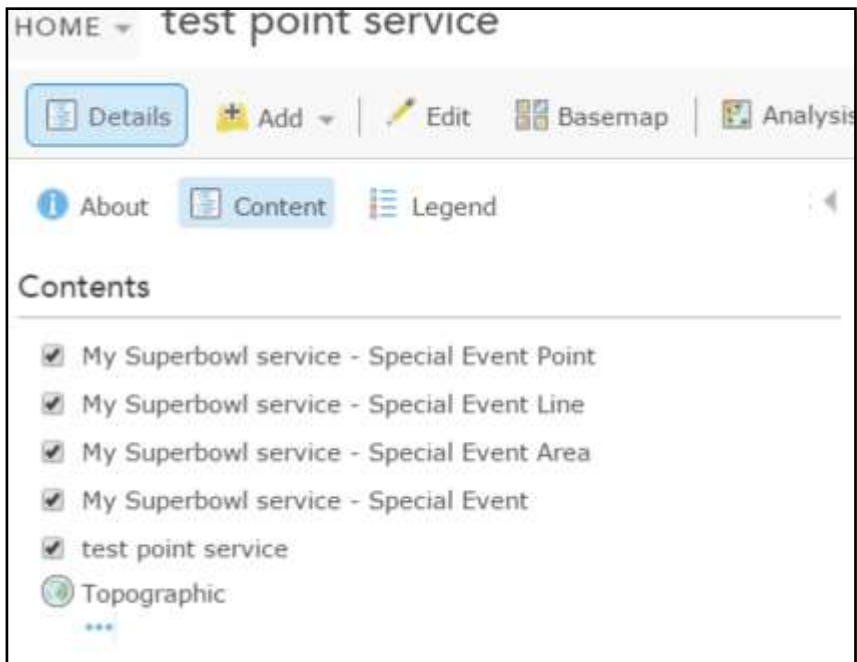 HOME test point service
Details Add Edit Basemap Analysis
About Content Legend
Contents
My Superbowl service - Special Event Point
My Superbowl service - Special Event Line
My Superbowl service - Special Event Area
My Superbowl service - Special Event
test point service
Topographic